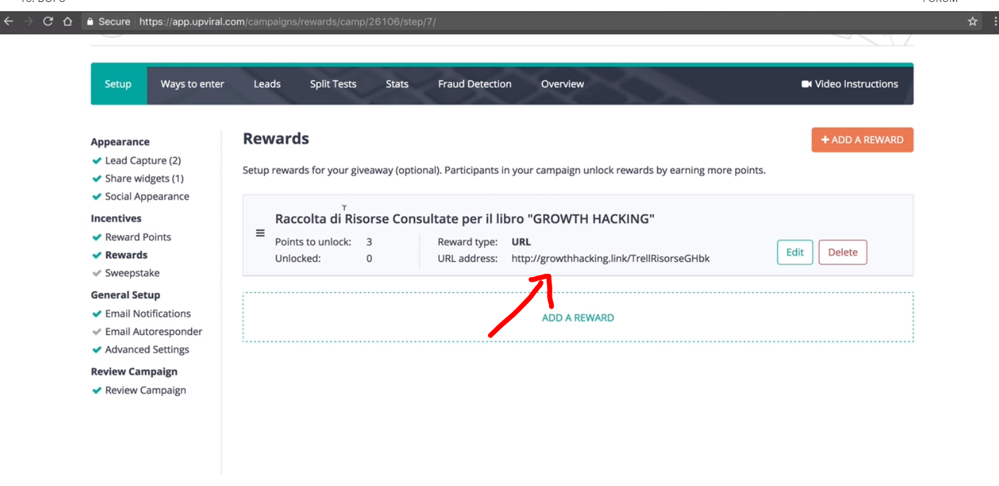 Secure https://app.upviral.com/campaigns/rewards/camp/26106/step/7/
Setup Ways to enter Leads Split Tests Stats Fraud Detection Overview Video Instructions
Appearance
Lead Capture (2)
Share widgets (1)
Social Appearance
Incentives
Reward Points
Rewards
Sweepstake
General Setup
Email Notifications
Email Autoresponder
Advanced Settings
Review Campaign
Review Campaign
Rewards
+ ADD A REWARD
Setup rewards for your giveaway (optional). Participants in your campaign unlock rewards by earning more points.
Raccolta di Risorse Consultate per il libro "GROWTH HACKING"
Points to unlock: 3 Reward type: URL
Unlocked: 0 URL address: http://growthhacking.link/TrellRisorseGHbk
Edit Delete
ADD A REWARD